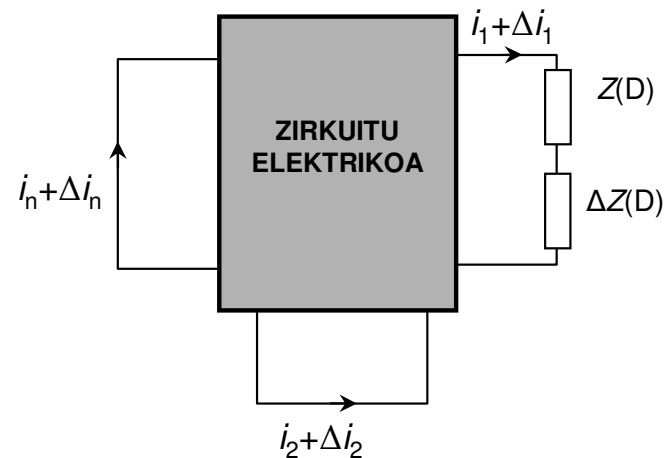 i₁+Δi₁
Z(D)
ZIRKUITU
ELEKTRIKOA
iₙ+Δiₙ
ΔZ(D)
i₂+Δi₂